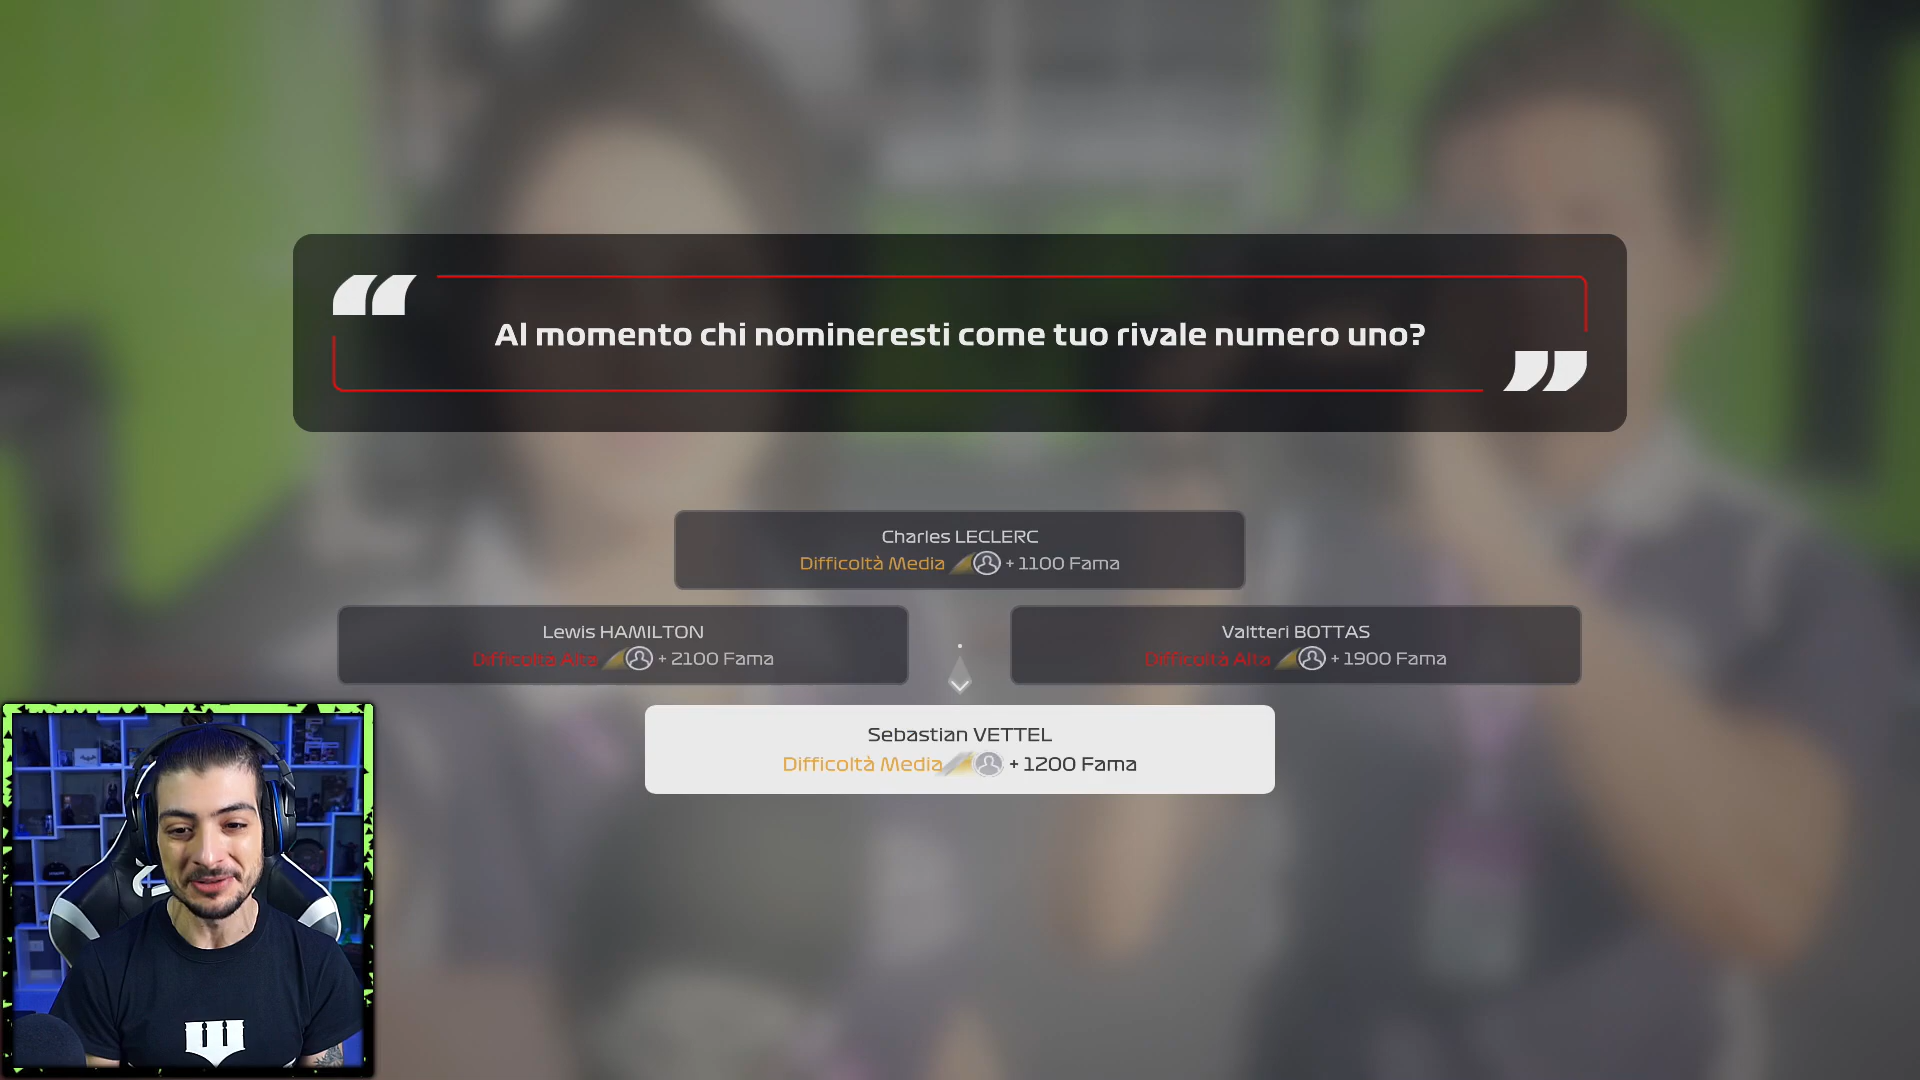 Al momento chi nomineresti come tuo rivale numero uno?
Charles LECLERC
Difficoltà Media + 1100 Fama
Lewis HAMILTON
Difficoltà Alta + 2100 Fama
Valtteri BOTTAS
Difficoltà Alta + 1900 Fama
Sebastian VETTEL
Difficoltà Media + 1200 Fama